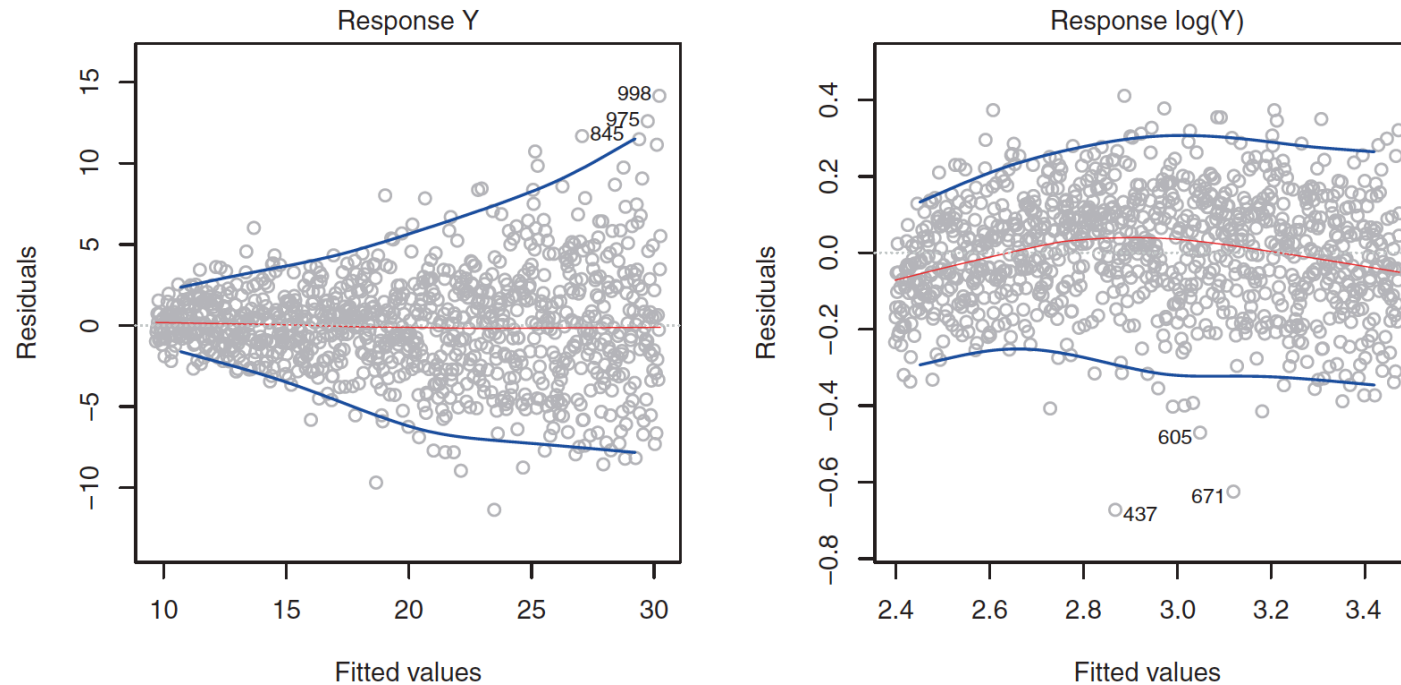 Response Y
Residuals
15
10
5
0
−5
−10
998
975
845
10 15 20 25 30
Fitted values
Response log(Y)
Residuals
0.4
0.2
0.0
−0.2
−0.4
−0.6
−0.8
605
671
437
2.4 2.6 2.8 3.0 3.2 3.4
Fitted values